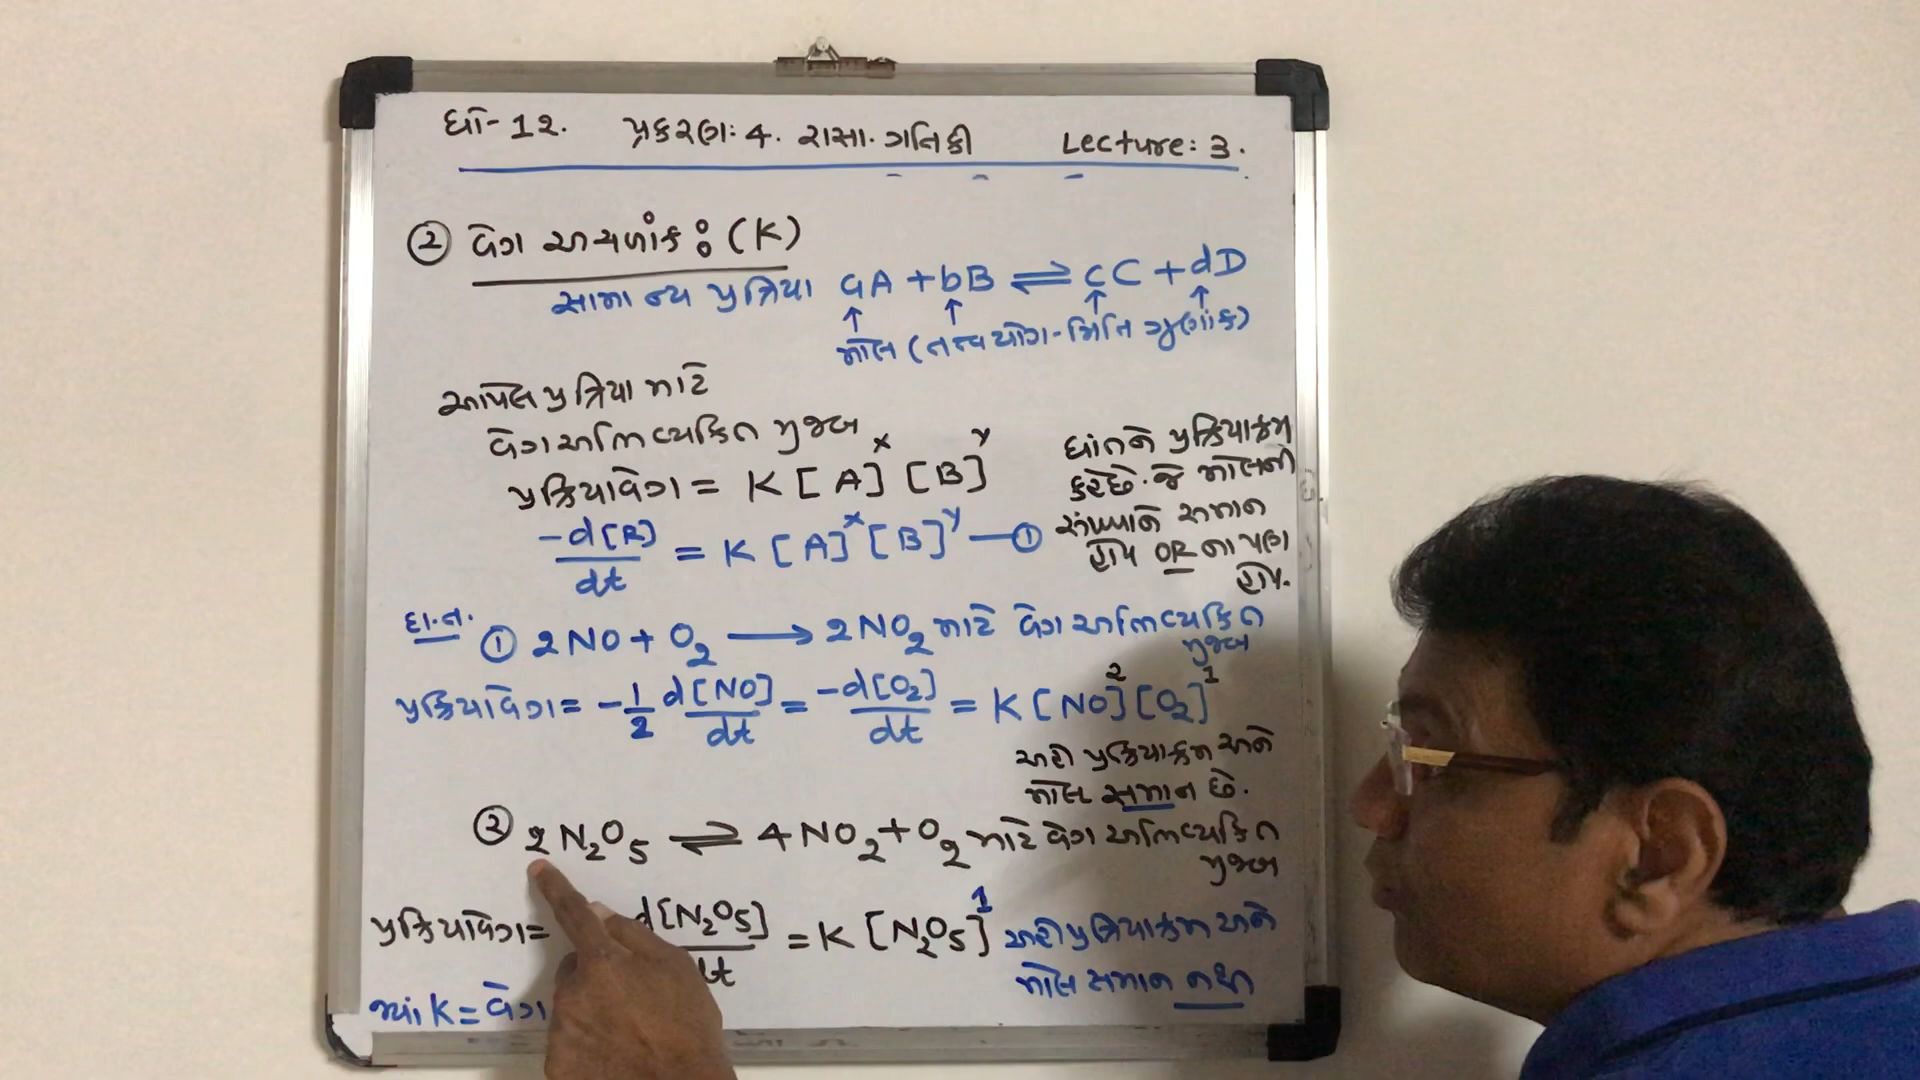 ધો-12. પ્રકરણ: 4. રાસા. ગતિકી Lecture: 3.
② વેગ અચળાંક : (K)
સામાન્ય પ્રક્રિયા aA + bB ⇌ cC + dD
↑ ↑ ↑ ↑
મોલ (તત્વયોગ-મિતિ ગુણાંક)
આપેલ પ્રક્રિયા માટે
વેગ અભિવ્યક્તિ મુજબ
પ્રક્રિયાવેગ = K [A]^x [B]^y
-d[R]/dt = K [A]^x [B]^y —①
ઘાતને પ્રક્રિયાક્રમ
કહેછે. જે મોલની
સંખ્યાને સમાન
હોય OR ના પણ
હોય.
દા.ત. ① 2NO + O₂ ⟶ 2NO₂ માટે વેગ અભિવ્યક્તિ
મુજબ
પ્રક્રિયાવેગ = -1/2 d[NO]/dt = -d[O₂]/dt = K [NO]² [O₂]¹
અહી પ્રક્રિયાક્રમ અને
મોલ સમાન છે.
② 2N₂O₅ ⇌ 4NO₂ + O₂ માટે વેગ અભિવ્યક્તિ
મુજબ
પ્રક્રિયાવેગ = d[N₂O₅]/dt = K [N₂O₅]¹ અહી પ્રક્રિયાક્રમ અને
મોલ સમાન નથી
જ્યાં K = વેગ